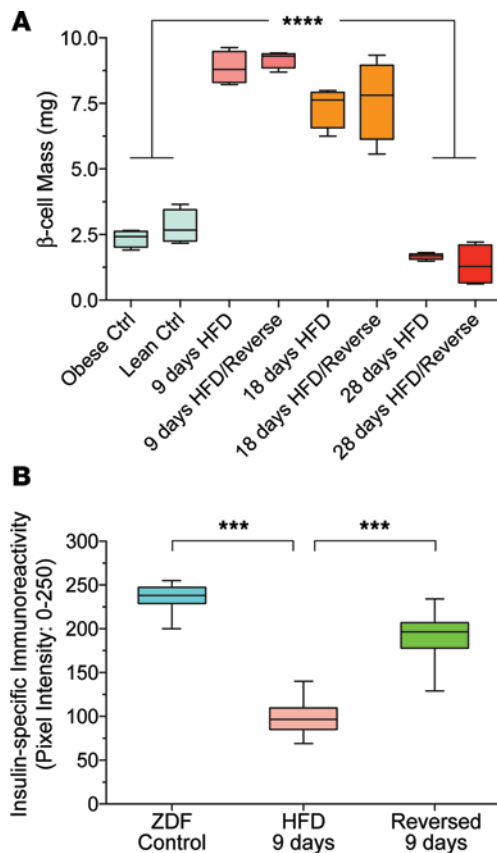 A
****
β-cell Mass (mg)
10.0
7.5
5.0
2.5
0.0
Obese Ctrl
Lean Ctrl
9 days HFD
9 days HFD/Reverse
18 days HFD
18 days HFD/Reverse
28 days HFD
28 days HFD/Reverse
B
Insulin-specific Immunoreactivity
(Pixel Intensity: 0-250)
***
***
300
250
200
150
100
50
0
ZDF
Control
HFD
9 days
Reversed
9 days